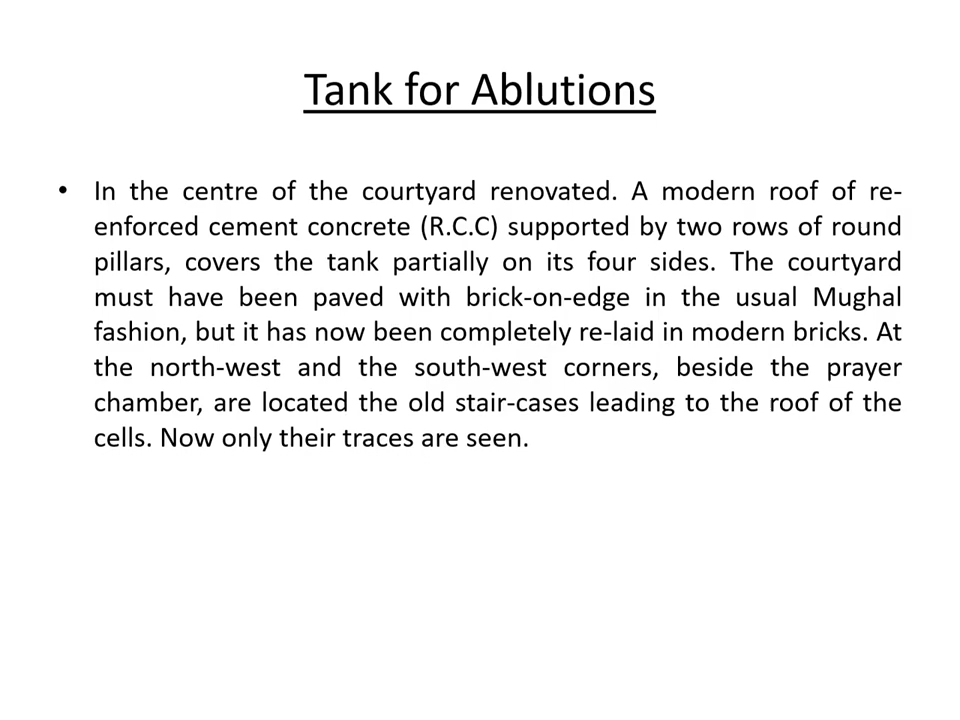 Tank for Ablutions
• In the centre of the courtyard renovated. A modern roof of re-
enforced cement concrete (R.C.C) supported by two rows of round
pillars, covers the tank partially on its four sides. The courtyard
must have been paved with brick-on-edge in the usual Mughal
fashion, but it has now been completely re-laid in modern bricks. At
the north-west and the south-west corners, beside the prayer
chamber, are located the old stair-cases leading to the roof of the
cells. Now only their traces are seen.